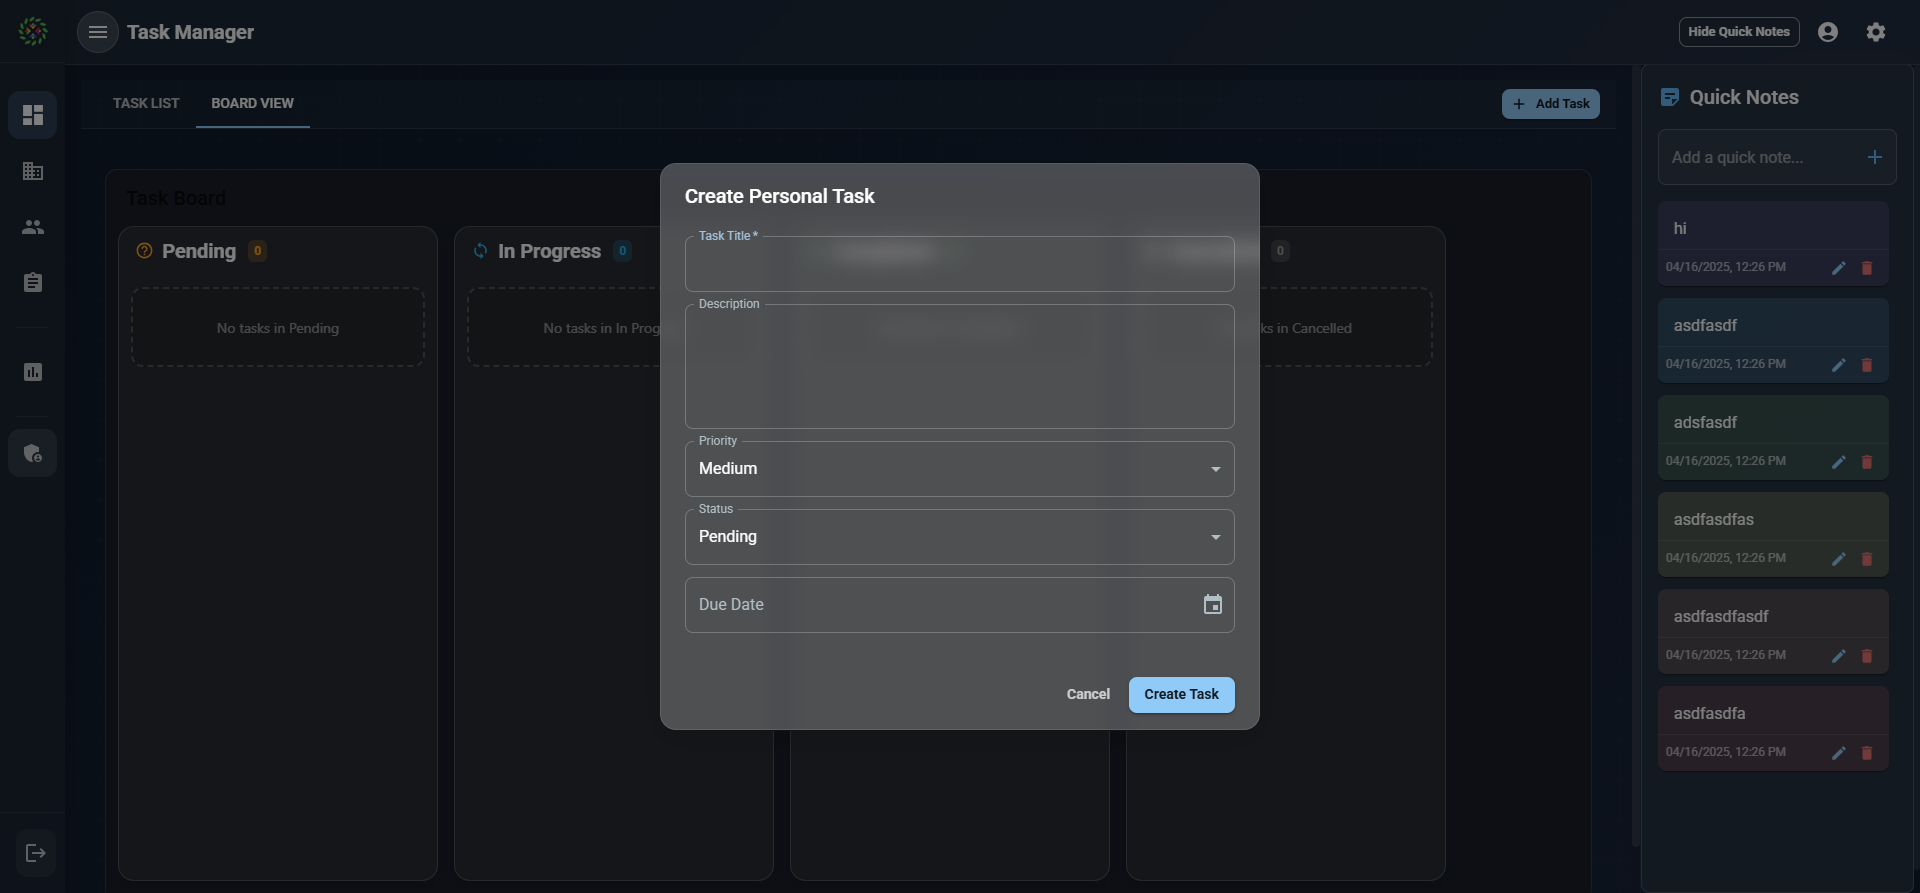 Task Manager
Hide Quick Notes
TASK LIST
BOARD VIEW
Add Task
Task Board
Pending 0
No tasks in Pending
In Progress 0
No tasks in In Prog
0
ks in Cancelled
Create Personal Task
Task Title *
Description
Priority
Medium
Status
Pending
Due Date
Cancel
Create Task
Quick Notes
Add a quick note...
hi
04/16/2025, 12:26 PM
asdfasdf
04/16/2025, 12:26 PM
adsfasdf
04/16/2025, 12:26 PM
asdfasdfas
04/16/2025, 12:26 PM
asdfasdfasdf
04/16/2025, 12:26 PM
asdfasdfa
04/16/2025, 12:26 PM